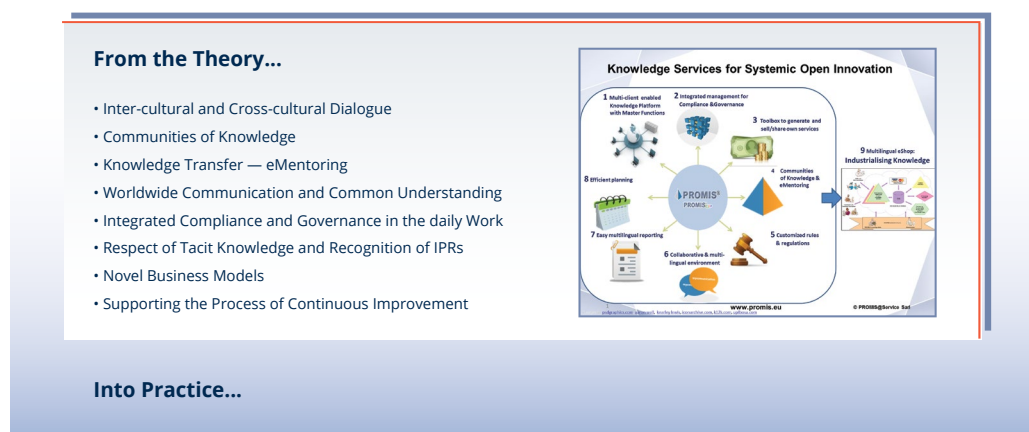 From the Theory...
• Inter-cultural and Cross-cultural Dialogue
• Communities of Knowledge
• Knowledge Transfer — eMentoring
• Worldwide Communication and Common Understanding
• Integrated Compliance and Governance in the daily Work
• Respect of Tacit Knowledge and Recognition of IPRs
• Novel Business Models
• Supporting the Process of Continuous Improvement
Knowledge Services for Systemic Open Innovation
1 Multi-client enabled
Knowledge Platform
with Master Functions
2 Integrated management for
Compliance &Governance
3 Toolbox to generate and
sell/share own services
4 Communities
of Knowledge &
eMentoring
5 Customized rules
& regulations
6 Collaborative & multi-
lingual environment
7 Easy multilingual reporting
8 Efficient planning
9 Multilingual eShop:
Industrialising Knowledge
PROMIS®
PROMIS
www.promis.eu
© PROMIS@Service Sarl
Into Practice...